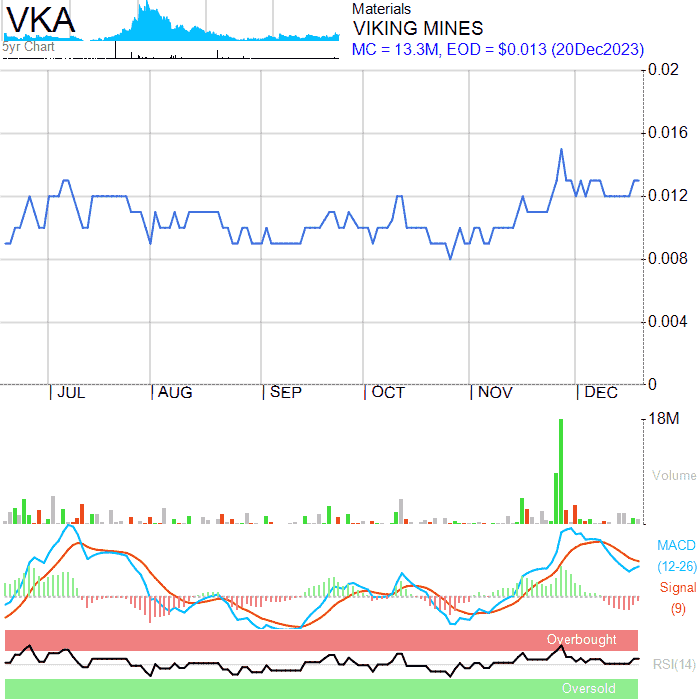 VKA
5yr Chart
Materials
VIKING MINES
MC = 13.3M, EOD = $0.013 (20Dec2023)
0.02
0.016
0.012
0.008
0.004
0
JUL AUG SEP OCT NOV DEC
18M
Volume
MACD
(12-26)
Signal
(9)
Overbought
RSI(14)
Oversold